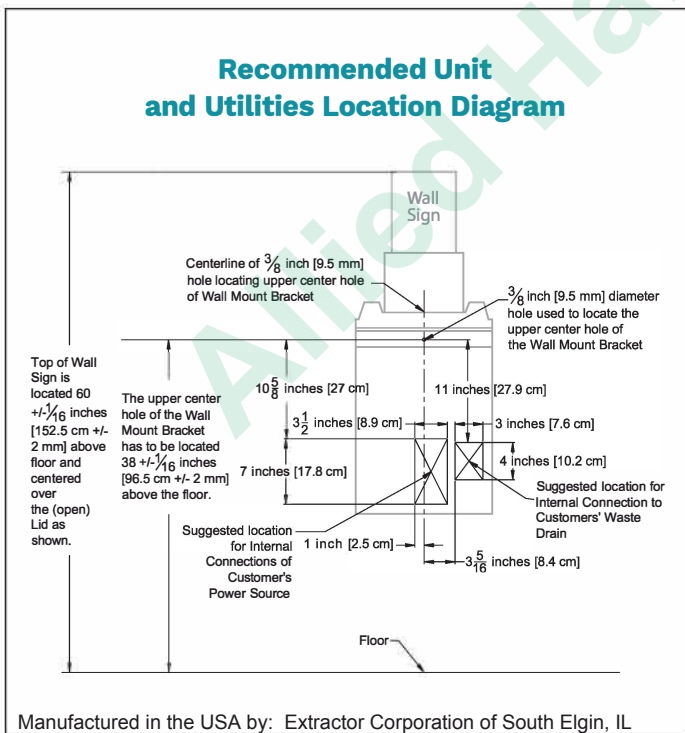 Recommended Unit
and Utilities Location Diagram
Wall
Sign
Centerline of 3/8 inch [9.5 mm]
hole locating upper center hole
of Wall Mount Bracket
3/8 inch [9.5 mm] diameter
hole used to locate the
upper center hole of
the Wall Mount Bracket
Top of Wall
Sign is
located 60
+/-1/16 inches
[152.5 cm +/-
2 mm] above
floor and
centered
over
the (open)
Lid as
shown.
The upper center
hole of the Wall
Mount Bracket
has to be located
38 +/-1/16 inches
[96.5 cm +/- 2 mm]
above the floor.
10 5/8 inches [27 cm]
11 inches [27.9 cm]
3 1/2 inches [8.9 cm]
3 inches [7.6 cm]
7 inches [17.8 cm]
4 inches [10.2 cm]
Suggested location
for Internal
Connections of
Customer's
Power Source
1 inch [2.5 cm]
Suggested location for
Internal Connection to
Customers' Waste
Drain
3 5/16 inches [8.4 cm]
Floor
Manufactured in the USA by: Extractor Corporation of South Elgin, IL
Allied Ha